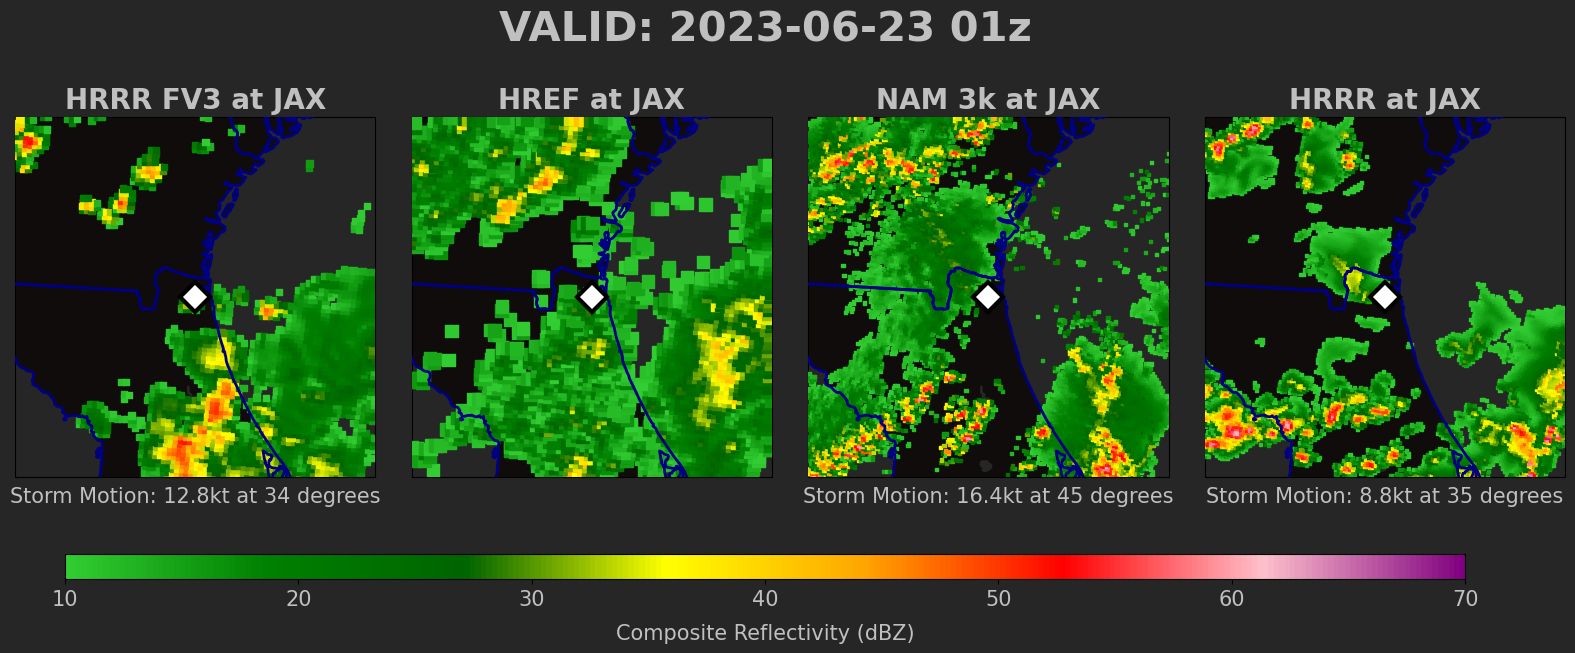 VALID: 2023-06-23 01z
HRRR FV3 at JAX
HREF at JAX
NAM 3k at JAX
HRRR at JAX
Storm Motion: 12.8kt at 34 degrees
Storm Motion: 16.4kt at 45 degrees
Storm Motion: 8.8kt at 35 degrees
10 20 30 40 50 60 70
Composite Reflectivity (dBZ)